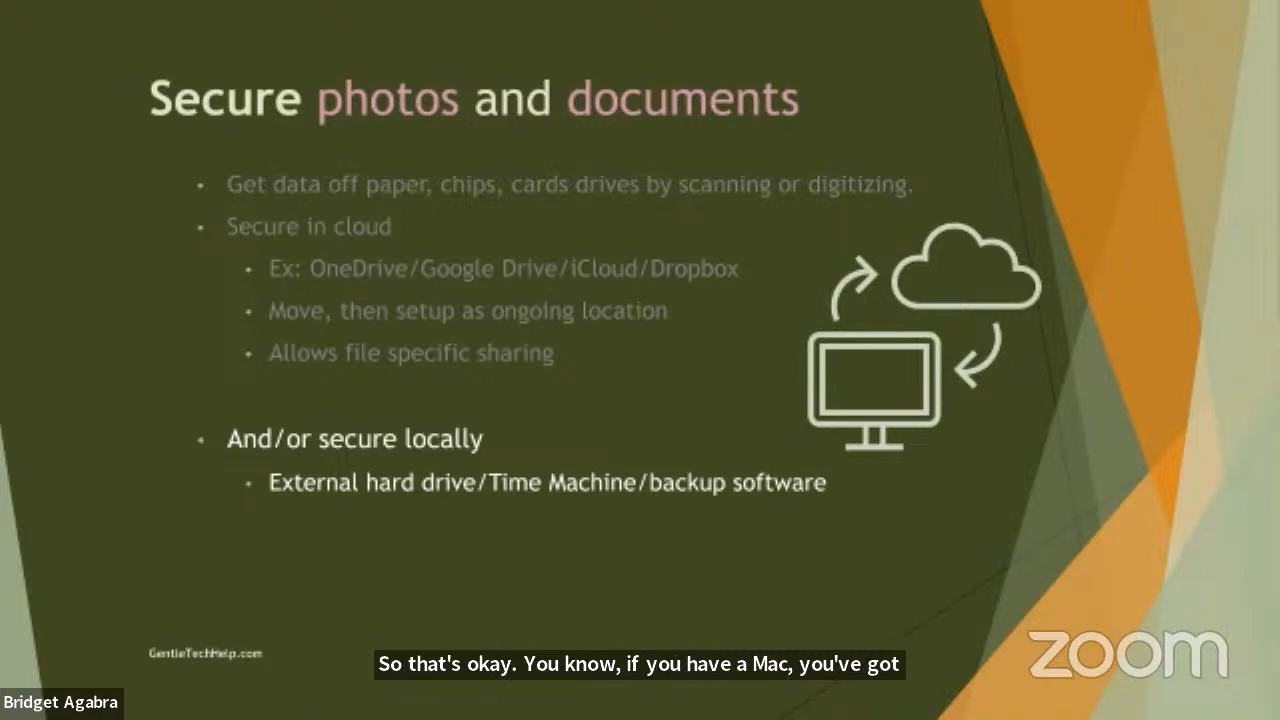 Secure photos and documents
• Get data off paper, chips, cards drives by scanning or digitizing.
• Secure in cloud
• Ex: OneDrive/Google Drive/iCloud/Dropbox
• Move, then setup as ongoing location
• Allows file specific sharing
• And/or secure locally
• External hard drive/Time Machine/backup software
GentleTechHelp.com
So that's okay. You know, if you have a Mac, you've got
zoom
Bridget Agabra